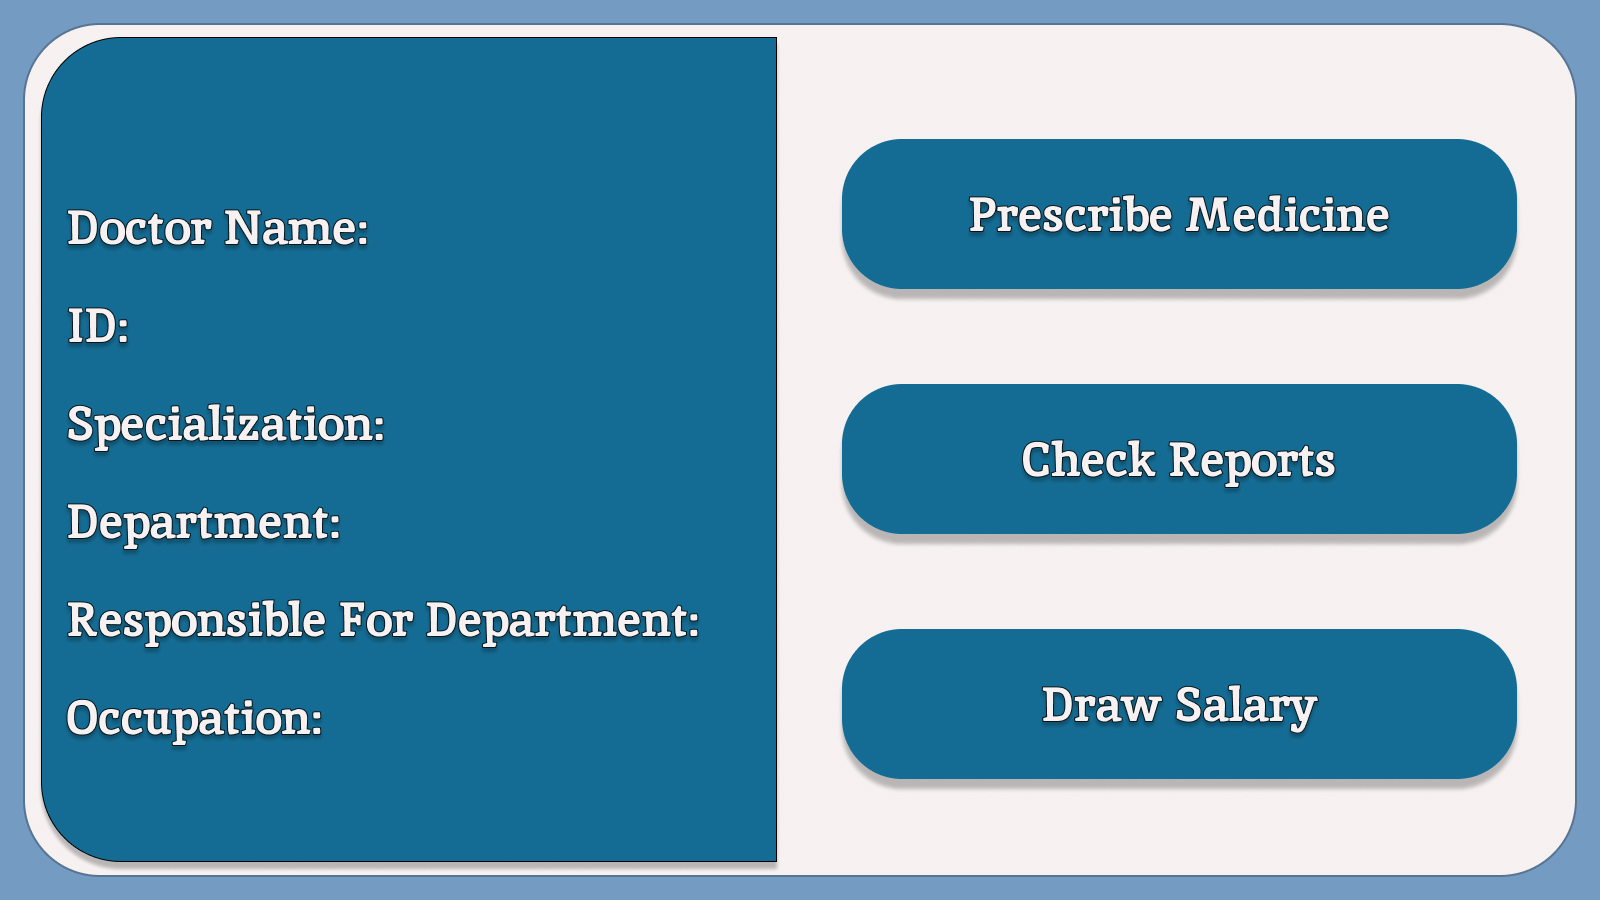 Doctor Name:
ID:
Specialization:
Department:
Responsible For Department:
Occupation:
Prescribe Medicine
Check Reports
Draw Salary